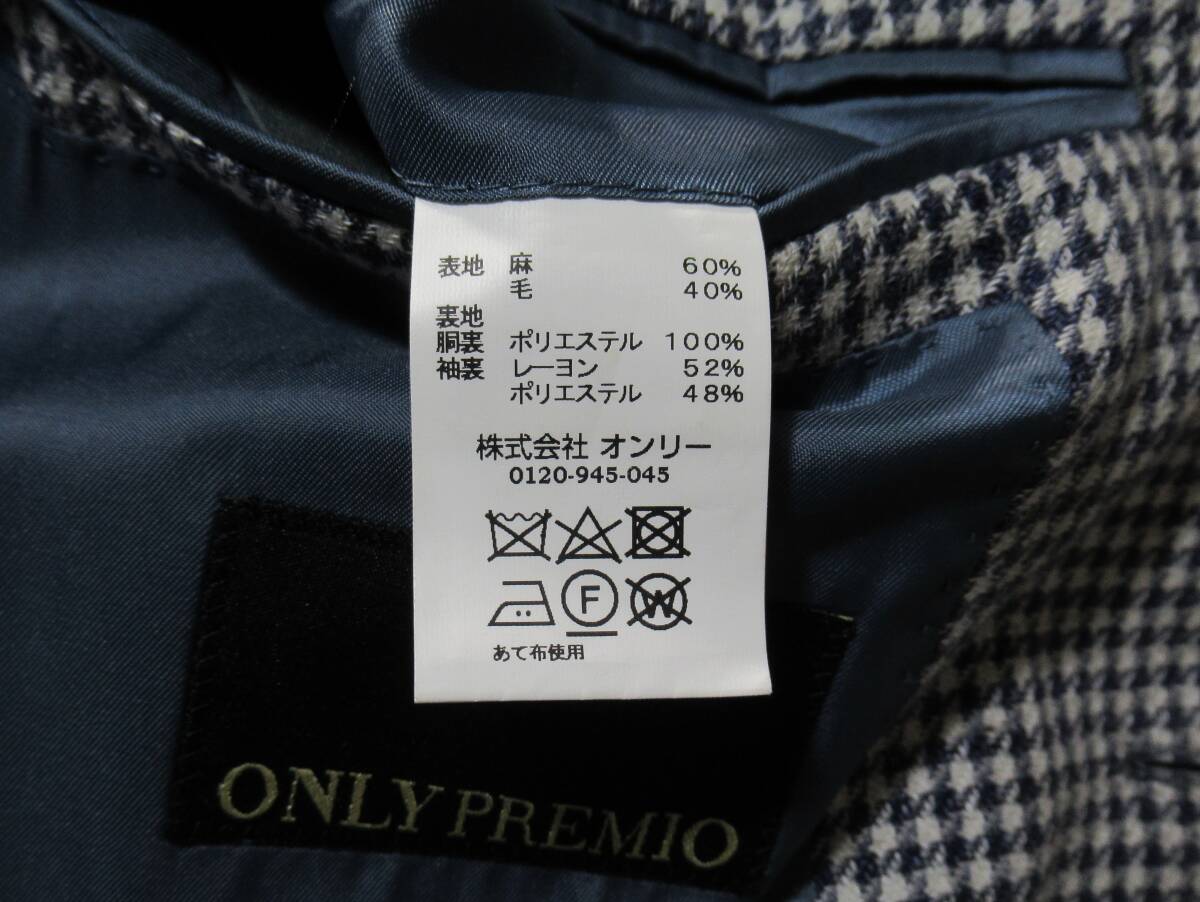 表地 麻 60%
毛 40%
裏地
胴裏 ポリエステル 100%
袖裏 レーヨン 52%
ポリエステル 48%
株式会社 オンリー
0120-945-045
F W
あて布使用
ONLY PREMIO